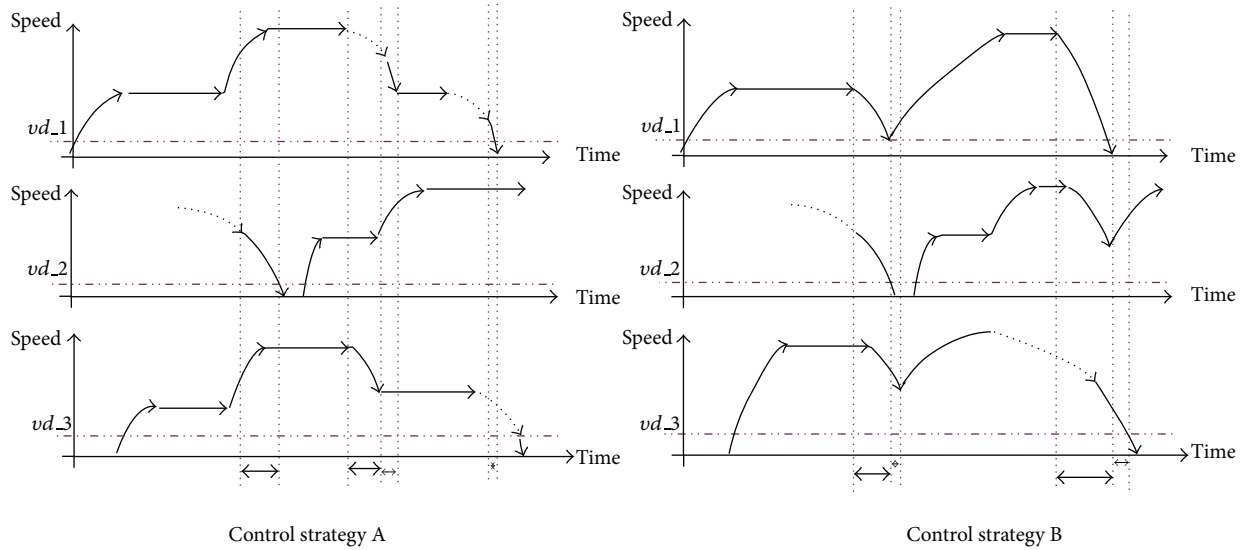 Speed
vd_1
Time
Speed
vd_2
Time
Speed
vd_3
Time
Control strategy A
Speed
vd_1
Time
Speed
vd_2
Time
Speed
vd_3
Time
Control strategy B